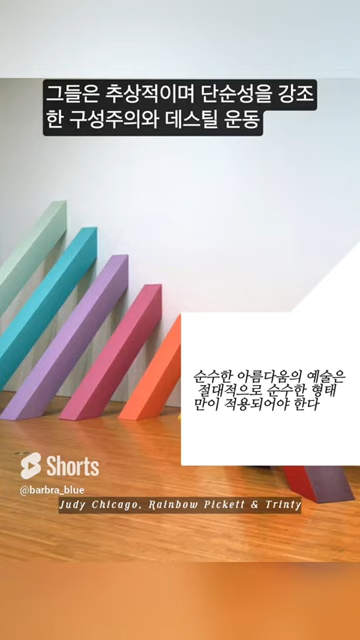 그들은 추상적이며 단순성을 강조
한 구성주의와 데스틸 운동
순수한 아름다움의 예술은
절대적으로 순수한 형태
만이 적용되어야 한다
Shorts
@barbra_blue
Judy Chicago, Rainbow Pickett & Trinty